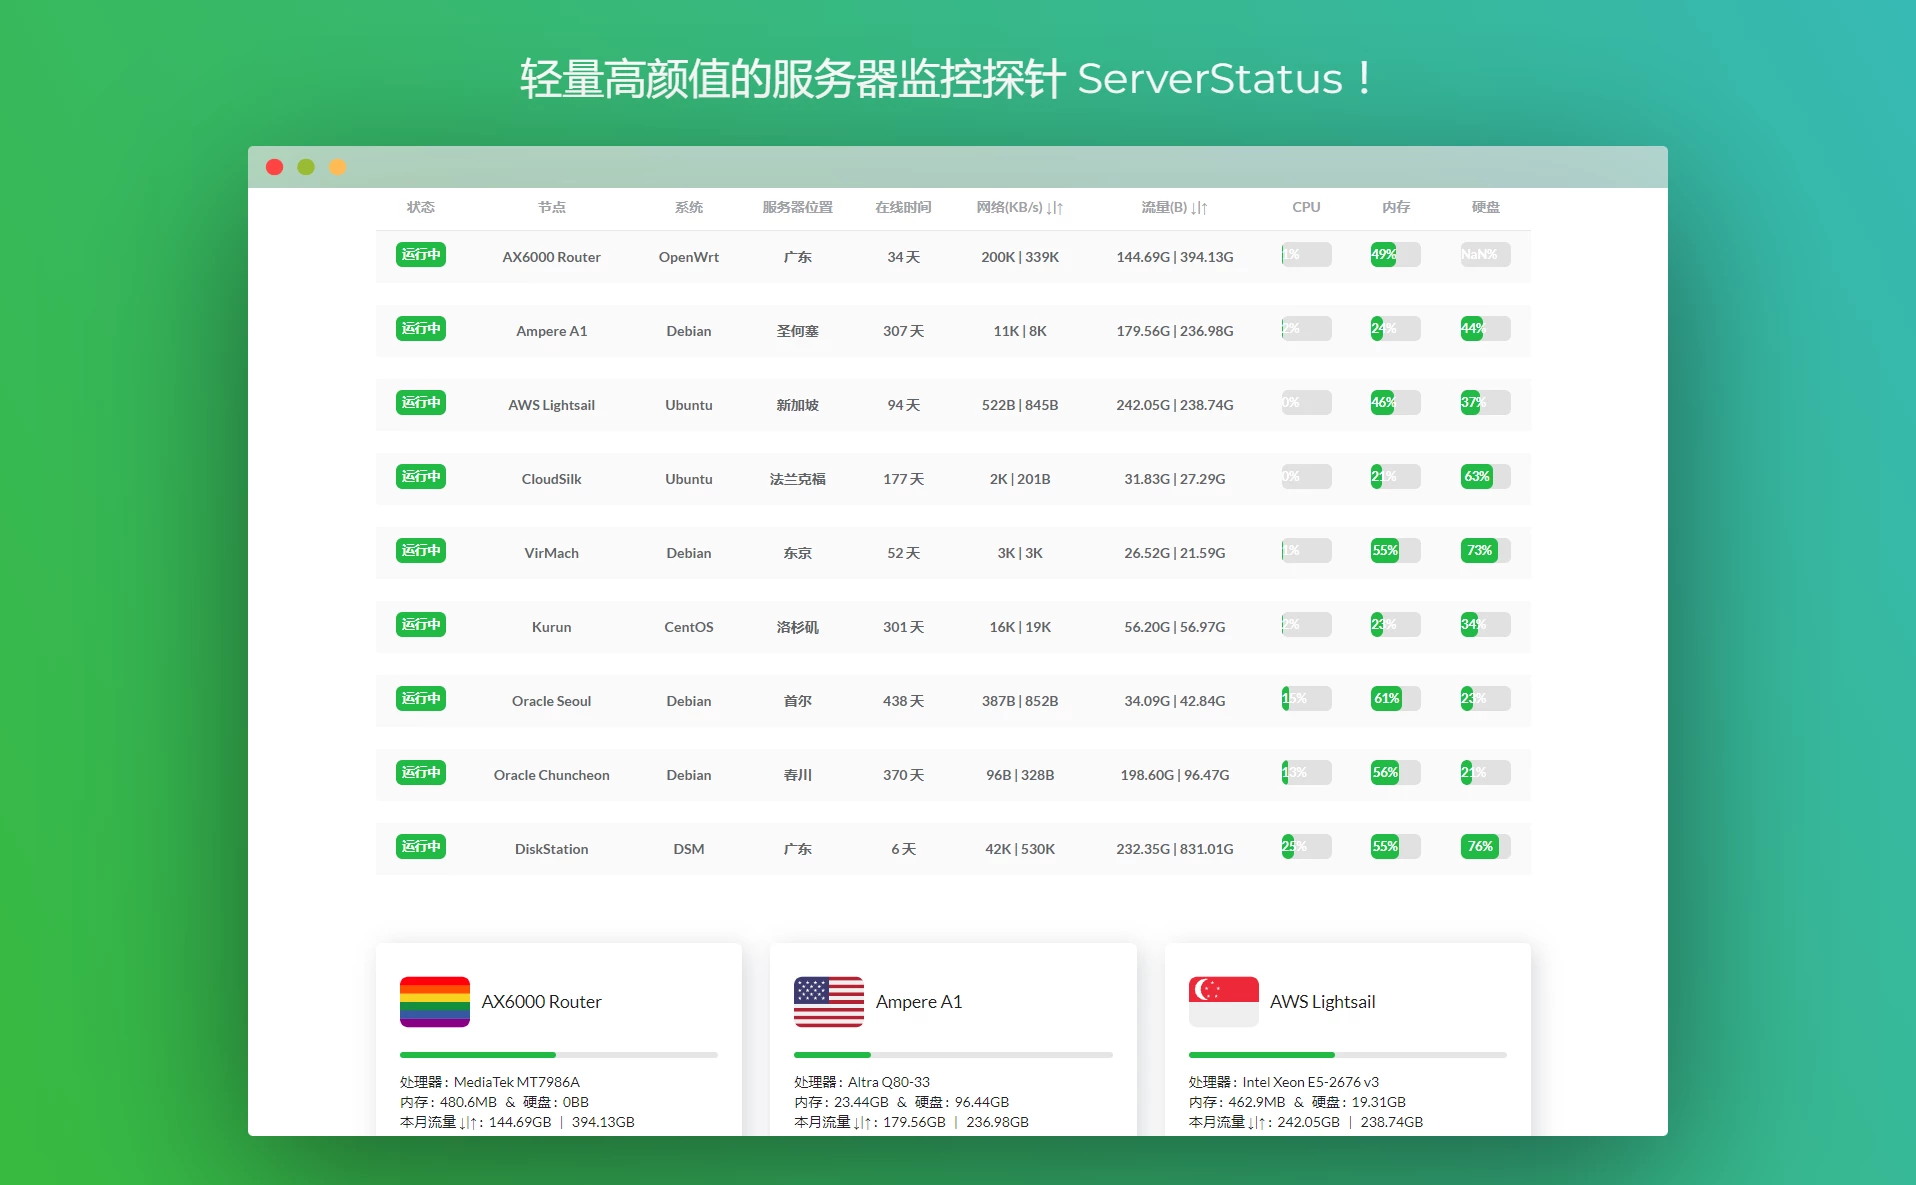 轻量高颜值的服务器监控探针 ServerStatus！
状态 节点 系统 服务器位置 在线时间 网络(KB/s) ↓|↑ 流量(B) ↓|↑ CPU 内存 硬盘
运行中 AX6000 Router OpenWrt 广东 34 天 200K | 339K 144.69G | 394.13G 1% 49% NaN%
运行中 Ampere A1 Debian 圣何塞 307 天 11K | 8K 179.56G | 236.98G 2% 24% 44%
运行中 AWS Lightsail Ubuntu 新加坡 94 天 522B | 845B 242.05G | 238.74G 0% 46% 37%
运行中 CloudSilk Ubuntu 法兰克福 177 天 2K | 201B 31.83G | 27.29G 0% 21% 63%
运行中 VirMach Debian 东京 52 天 3K | 3K 26.52G | 21.59G 1% 55% 73%
运行中 Kurun CentOS 洛杉矶 301 天 16K | 19K 56.20G | 56.97G 2% 23% 34%
运行中 Oracle Seoul Debian 首尔 438 天 387B | 852B 34.09G | 42.84G 15% 61% 23%
运行中 Oracle Chuncheon Debian 春川 370 天 96B | 328B 198.60G | 96.47G 13% 56% 21%
运行中 DiskStation DSM 广东 6 天 42K | 530K 232.35G | 831.01G 25% 55% 76%
AX6000 Router
处理器: MediaTek MT7986A
内存: 480.6MB & 硬盘: 0BB
本月流量 ↓|↑: 144.69GB | 394.13GB
Ampere A1
处理器: Altra Q80-33
内存: 23.44GB & 硬盘: 96.44GB
本月流量 ↓|↑: 179.56GB | 236.98GB
AWS Lightsail
处理器: Intel Xeon E5-2676 v3
内存: 462.9MB & 硬盘: 19.31GB
本月流量 ↓|↑: 242.05GB | 238.74GB